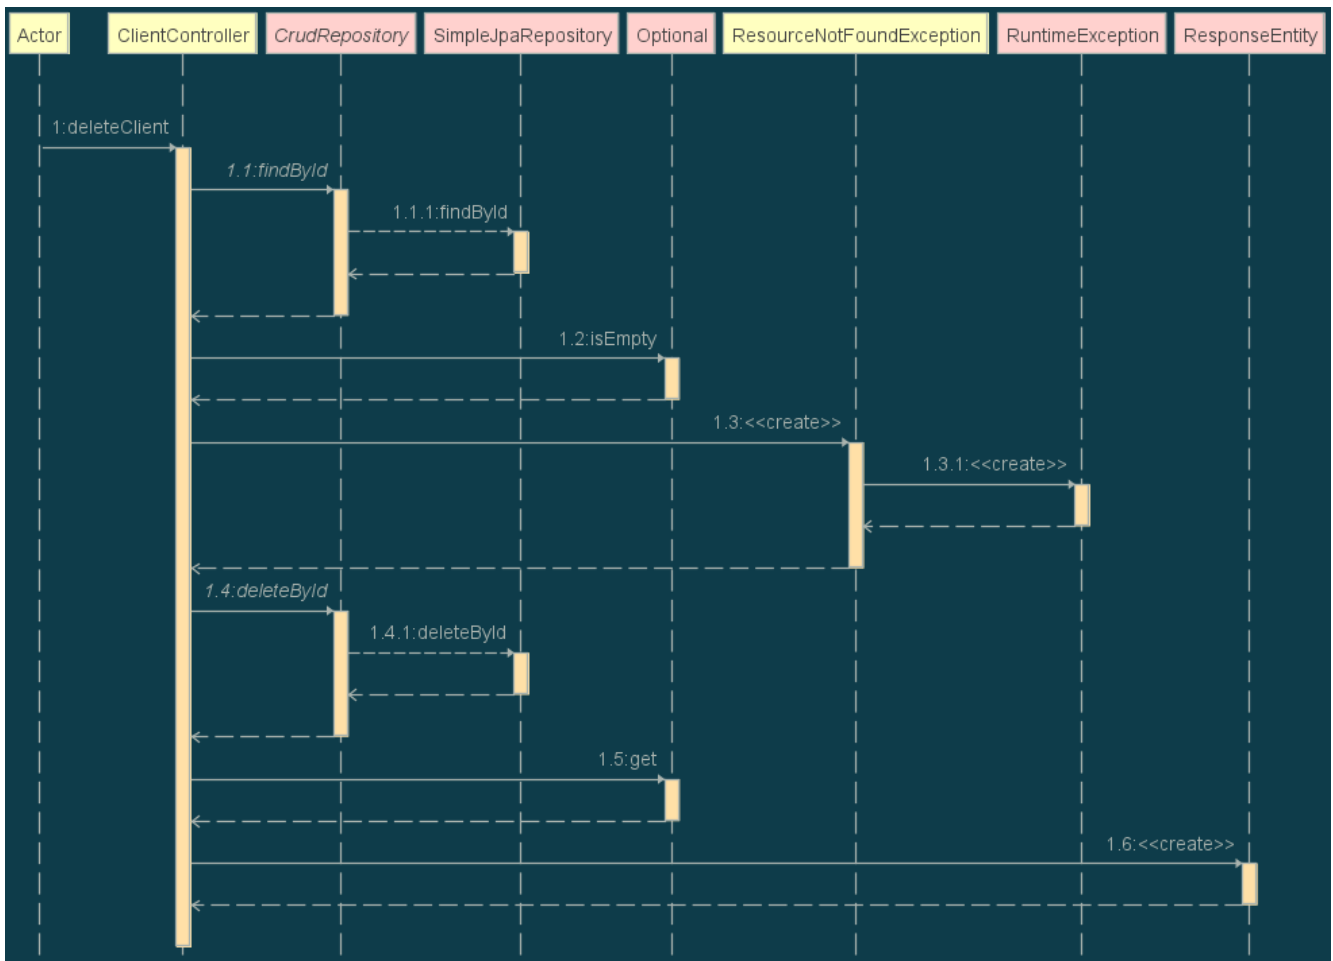 Actor ClientController CrudRepository SimpleJpaRepository Optional ResourceNotFoundException RuntimeException ResponseEntity
1:deleteClient
1.1:findById
1.1.1:findById
1.2:isEmpty
1.3:<<create>>
1.3.1:<<create>>
1.4:deleteById
1.4.1:deleteById
1.5:get
1.6:<<create>>